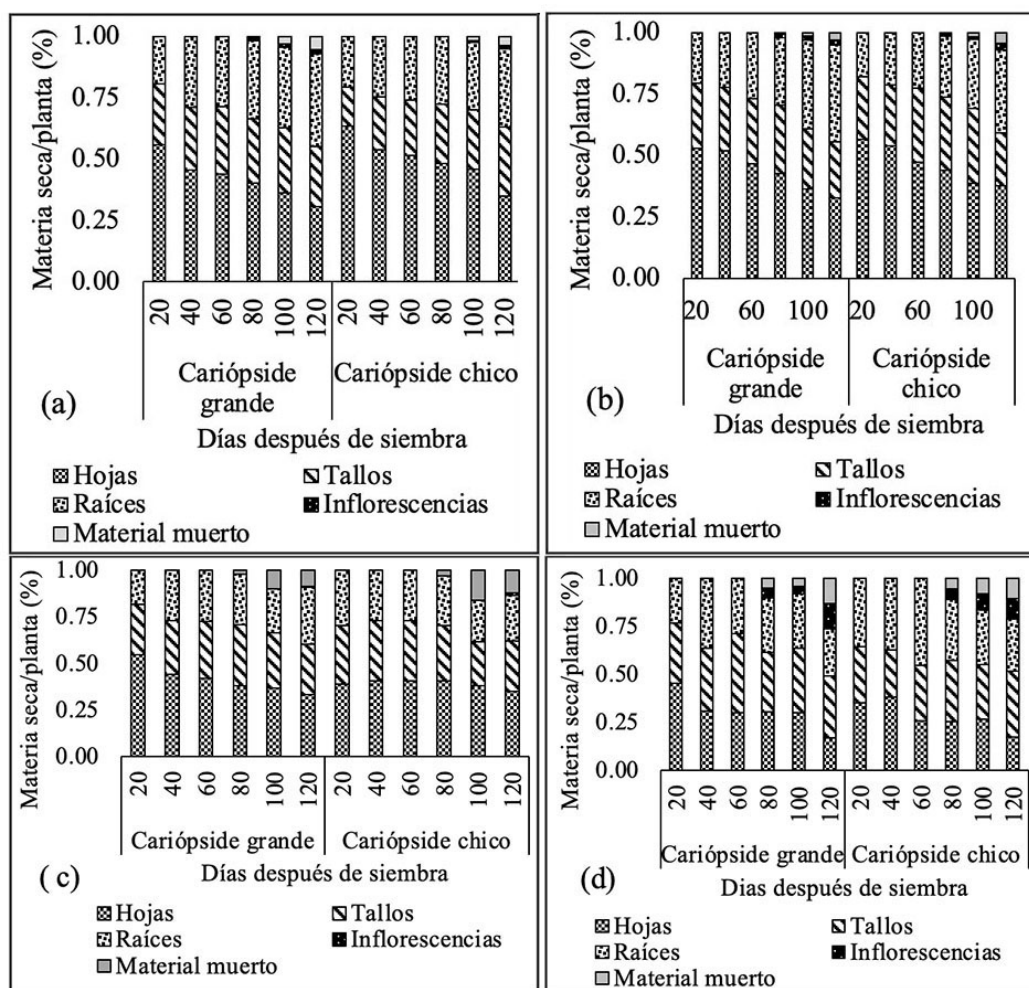 Materia seca/planta (%)
1.00
0.75
0.50
0.25
0.00
20 40 60 80 100 120 20 40 60 80 100 120
Cariópside grande
Cariópside chico
(a)
Días después de siembra
Hojas Tallos
Raíces Inflorescencias
Material muerto
Materia seca/planta (%)
1.00
0.75
0.50
0.25
0.00
20 60 100 20 60 100
Cariópside grande
Cariópside chico
(b)
Días después de siembra
Hojas Tallos
Raíces Inflorescencias
Material muerto
Materia seca/planta (%)
1.00
0.75
0.50
0.25
0.00
20 40 60 80 100 120 20 40 60 80 100 120
Cariópside grande Cariópside chico
( c) Días después de siembra
Hojas Tallos
Raíces Inflorescencias
Material muerto
Materia seca/planta (%)
1.00
0.75
0.50
0.25
0.00
20 40 60 80 100 120 20 40 60 80 100 120
Cariópside grande Cariópside chico
(d) Dias después de siembra
Hojas Tallos
Raíces Inflorescencias
Material muerto